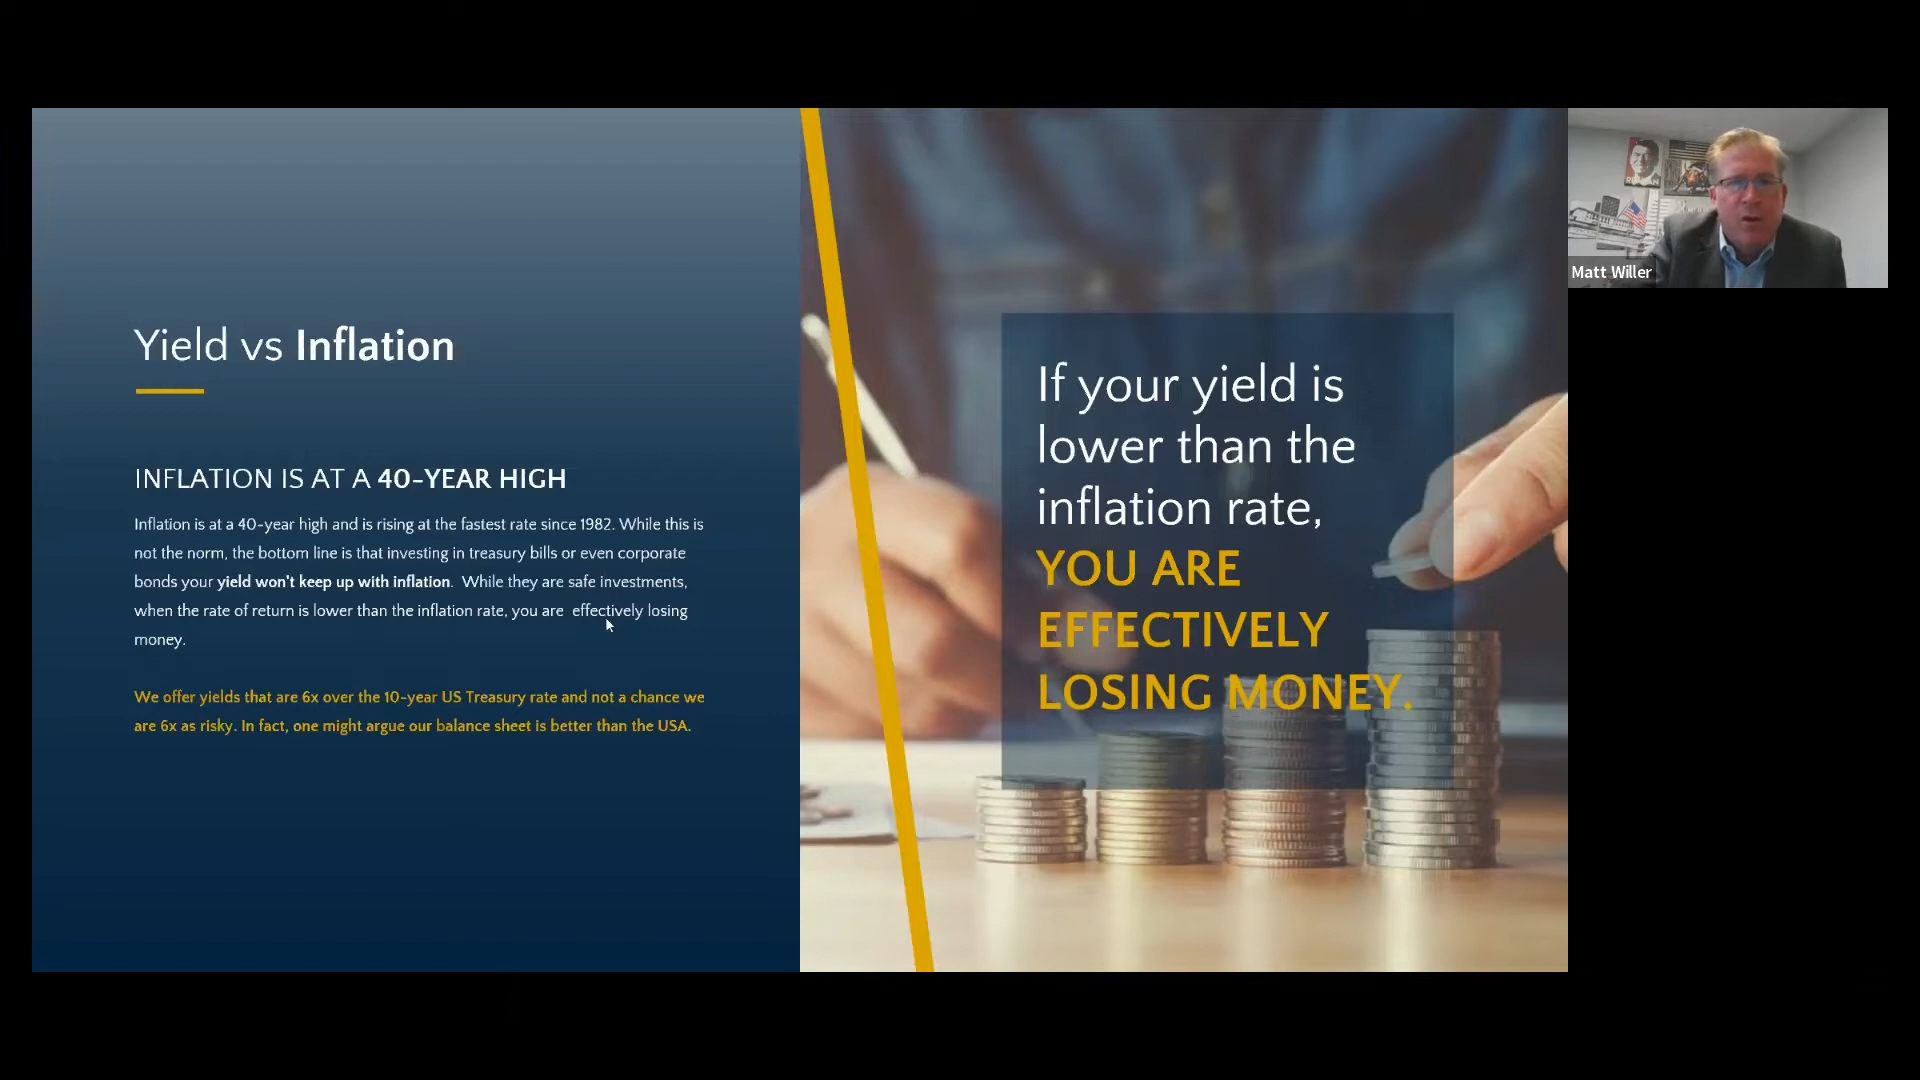 Yield vs Inflation
INFLATION IS AT A 40-YEAR HIGH
Inflation is at a 40-year high and is rising at the fastest rate since 1982. While this is
not the norm, the bottom line is that investing in treasury bills or even corporate
bonds your yield won't keep up with inflation. While they are safe investments,
when the rate of return is lower than the inflation rate, you are effectively losing
money.
We offer yields that are 6x over the 10-year US Treasury rate and not a chance we
are 6x as risky. In fact, one might argue our balance sheet is better than the USA.
If your yield is
lower than the
inflation rate,
YOU ARE
EFFECTIVELY
LOSING MONEY.
Matt Willer